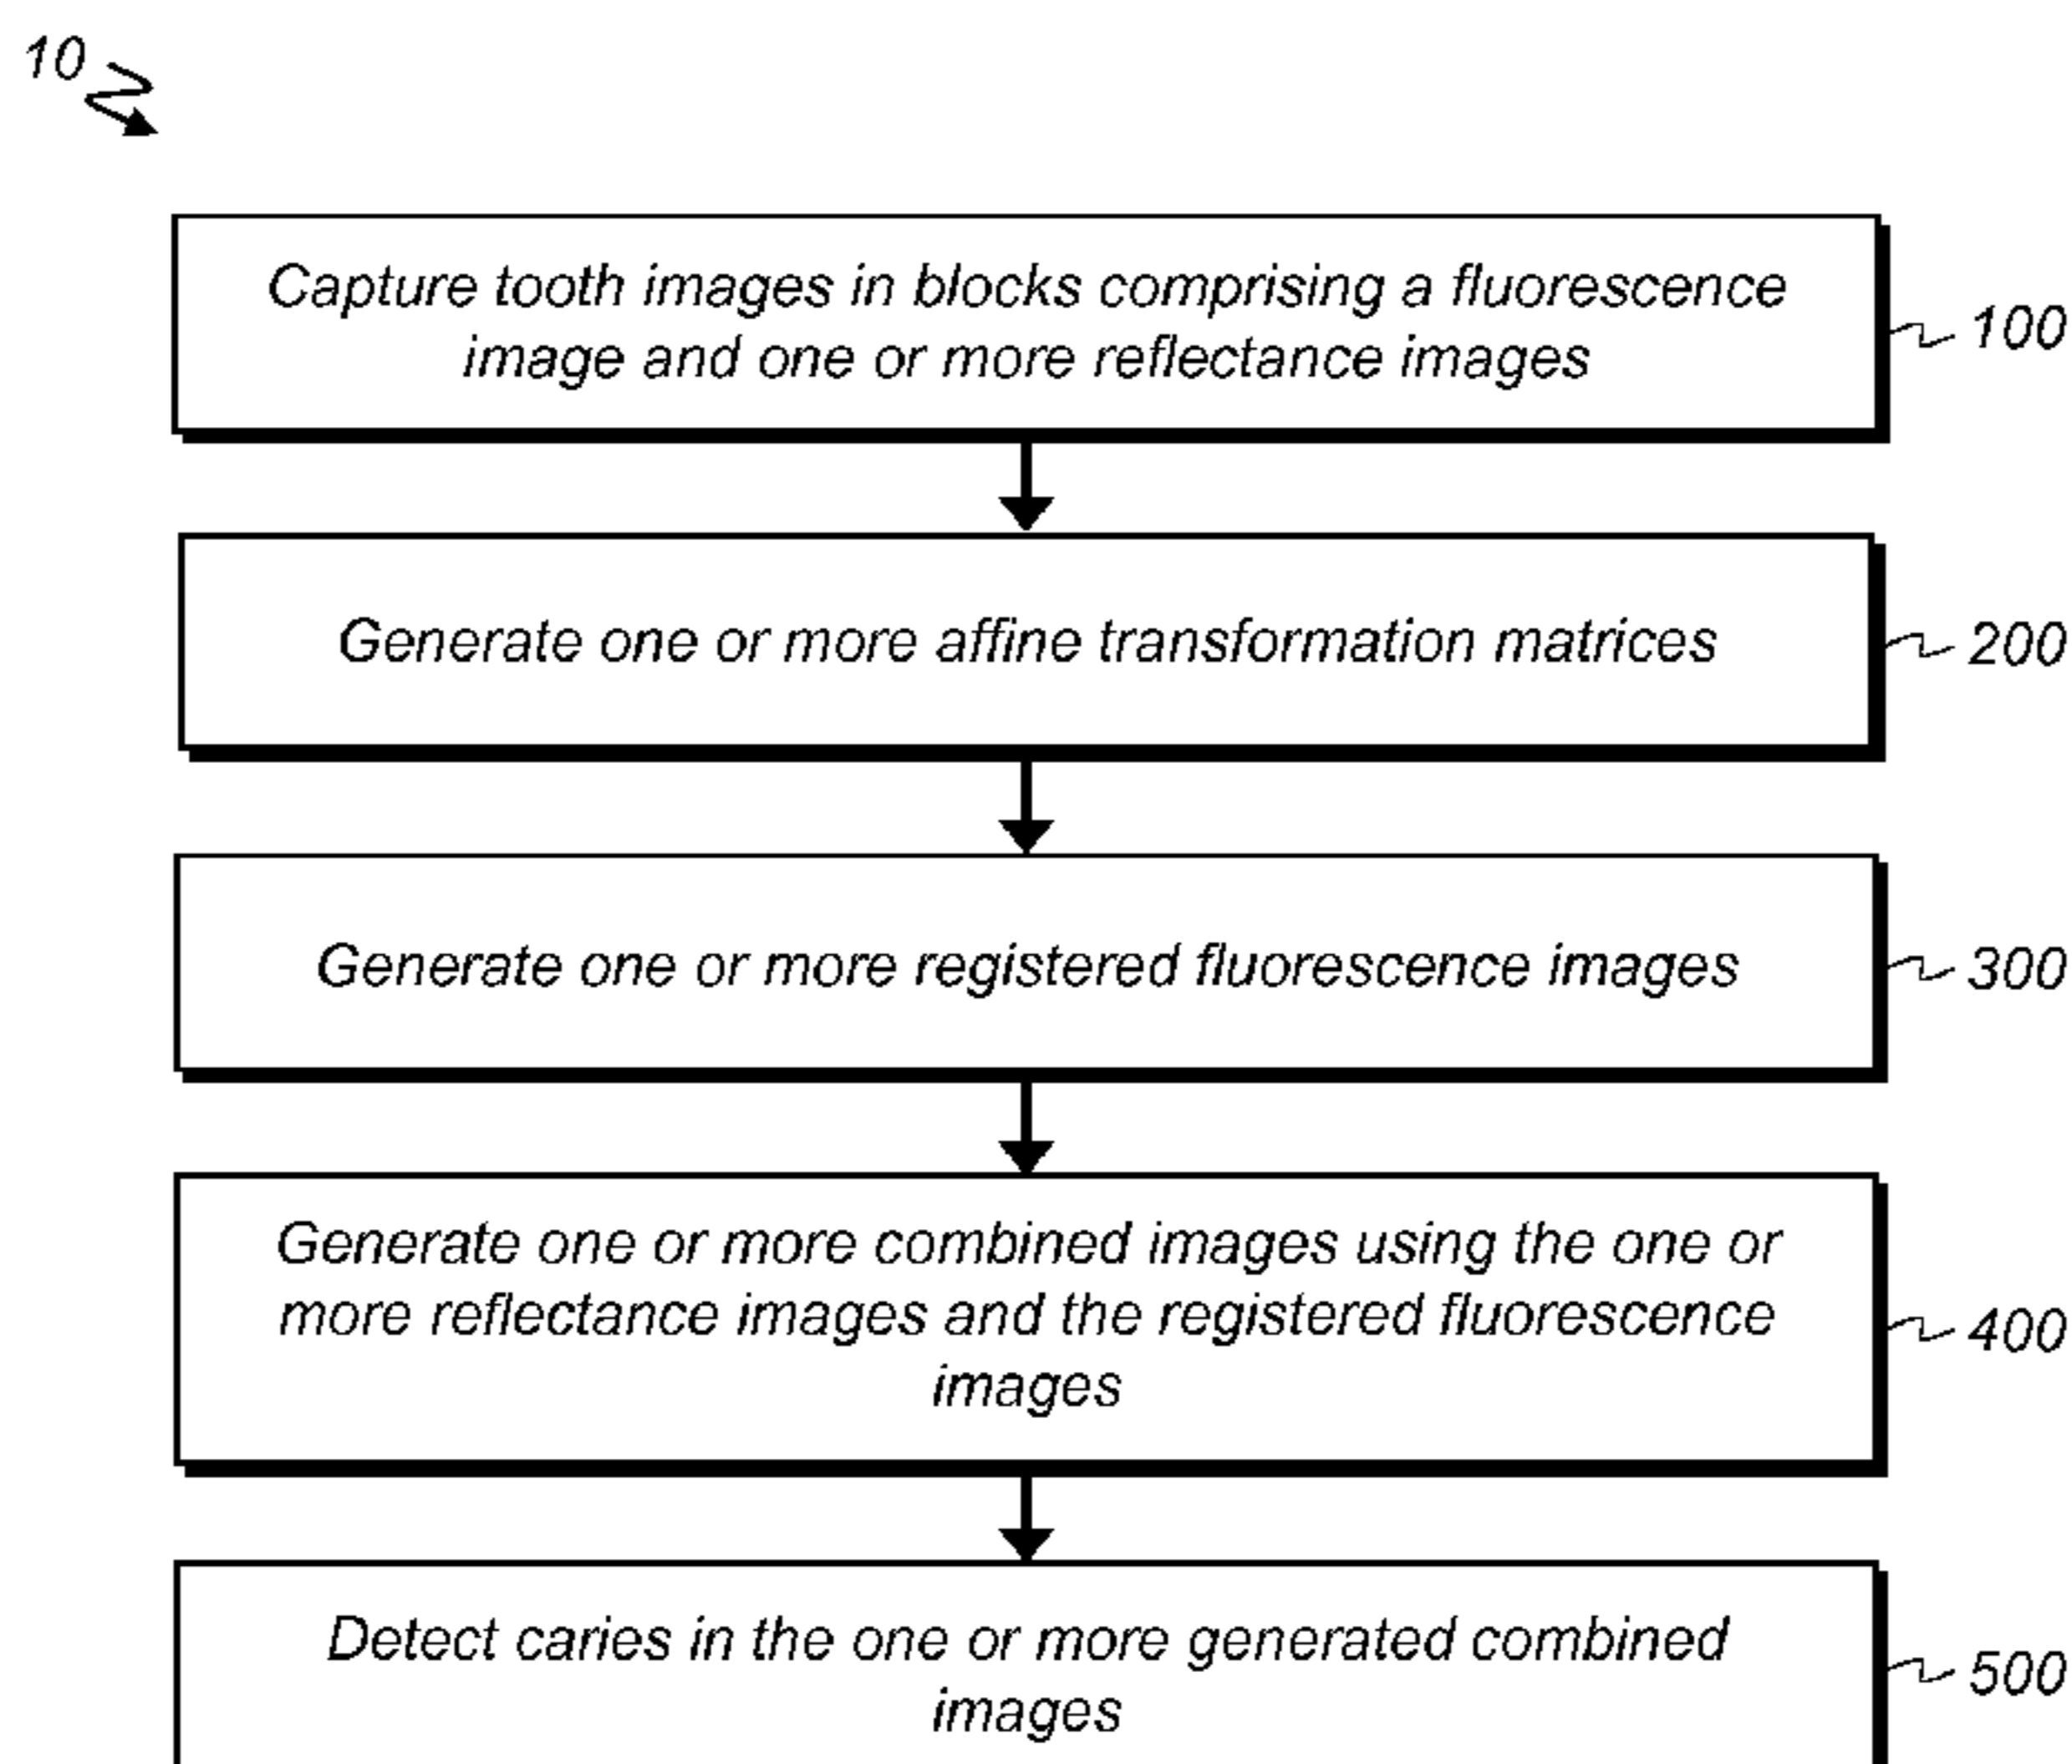 10
Capture tooth images in blocks comprising a fluorescence
image and one or more reflectance images
100
Generate one or more affine transformation matrices
200
Generate one or more registered fluorescence images
300
Generate one or more combined images using the one or
more reflectance images and the registered fluorescence
images
400
Detect caries in the one or more generated combined
images
500